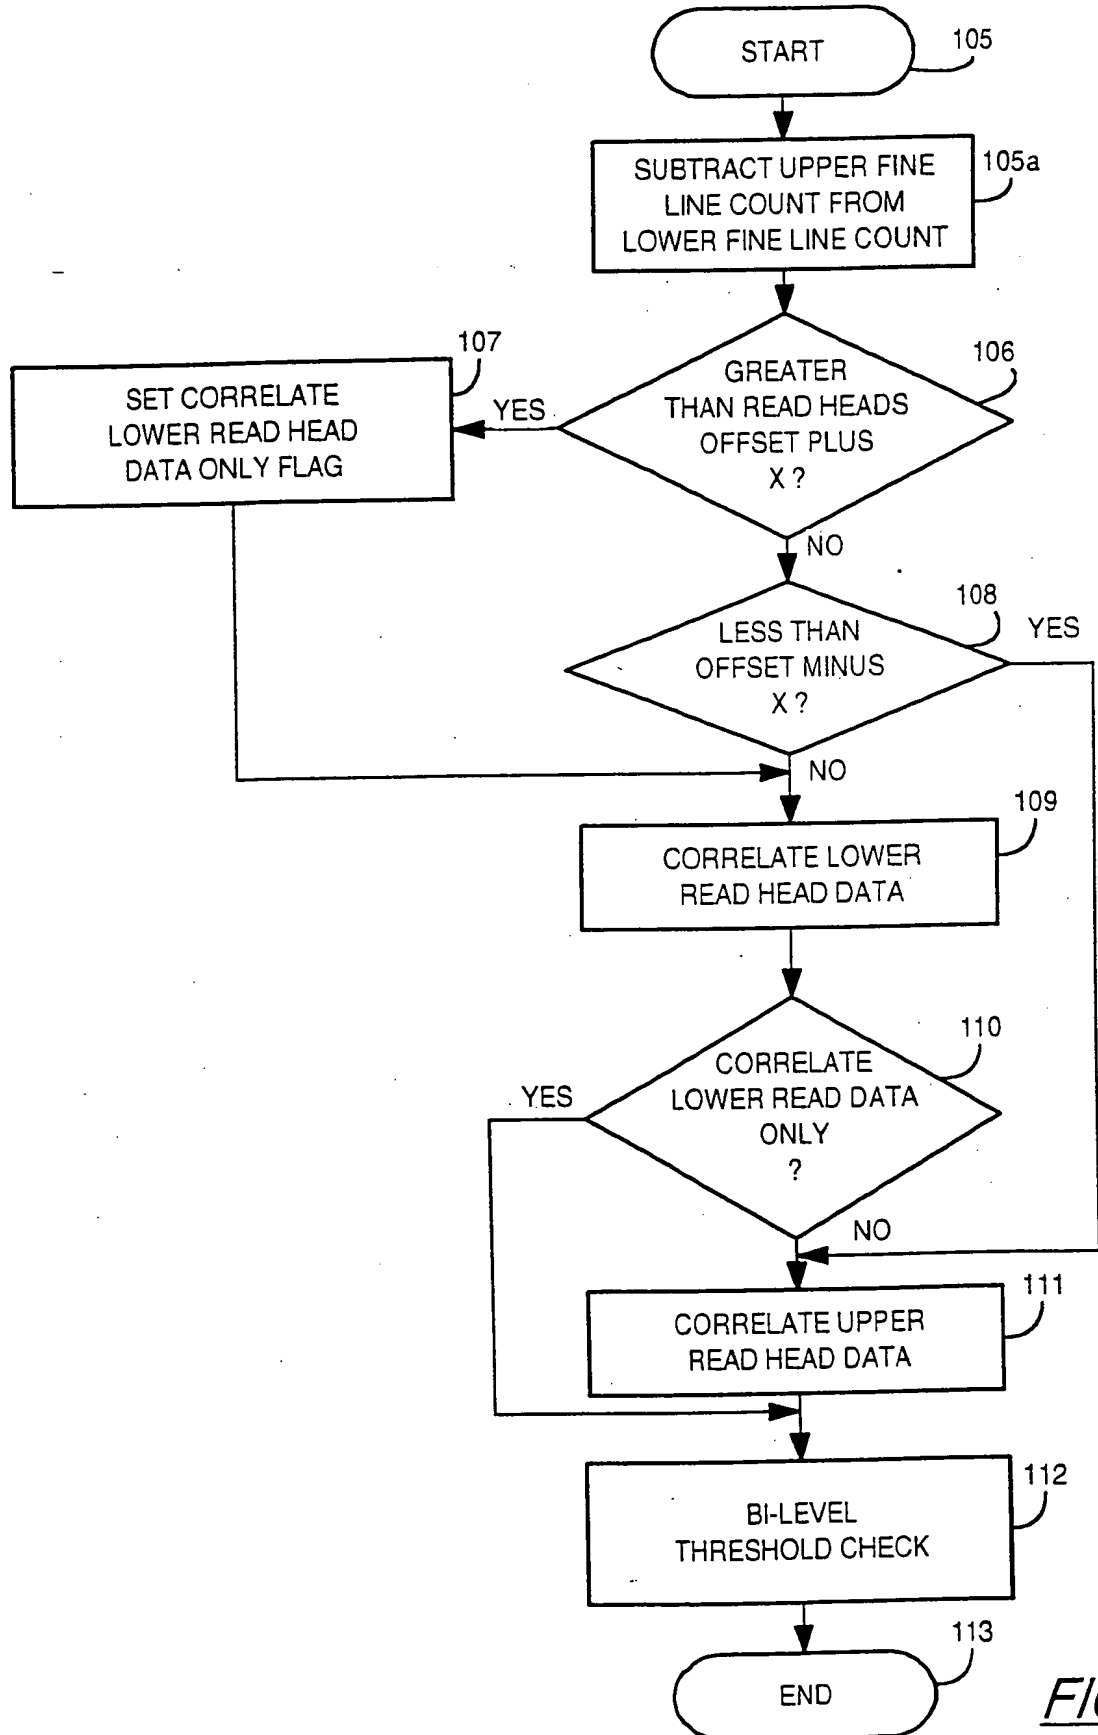 START
105
SUBTRACT UPPER FINE
LINE COUNT FROM
LOWER FINE LINE COUNT
105a
107
SET CORRELATE
LOWER READ HEAD
DATA ONLY FLAG
YES
GREATER
THAN READ HEADS
OFFSET PLUS
X ?
106
NO
108
LESS THAN
OFFSET MINUS
X ?
YES
NO
109
CORRELATE LOWER
READ HEAD DATA
110
CORRELATE
LOWER READ DATA
ONLY
?
YES
NO
111
CORRELATE UPPER
READ HEAD DATA
112
BI-LEVEL
THRESHOLD CHECK
113
END